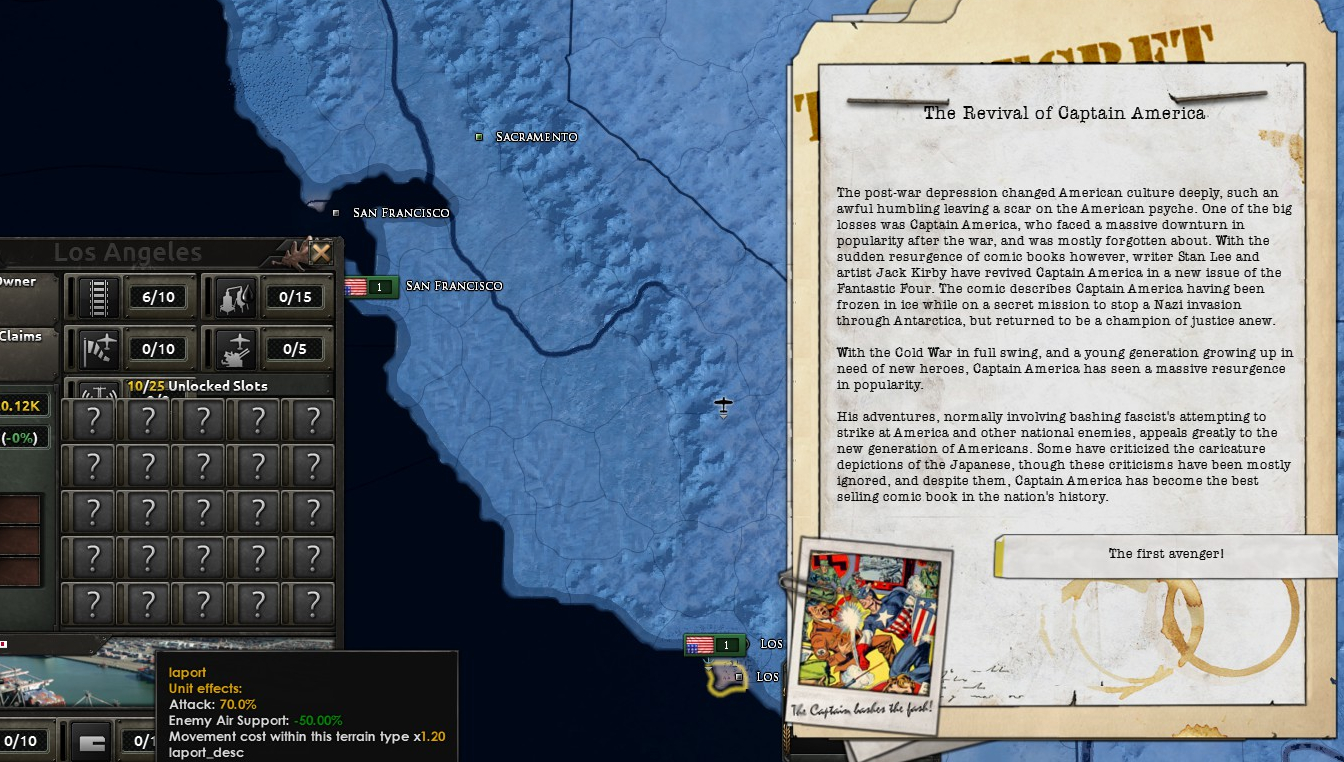 SACRAMENTO
SAN FRANCISCO
SAN FRANCISCO
1
Los Angeles
Owner
6/10
0/15
Claims
0/10
0/5
10/25 Unlocked Slots
0.12K
(-0%)
? ? ? ? ?
? ? ? ? ?
? ? ? ? ?
? ? ? ? ?
? ? ? ? ?
0/10
laport
Unit effects:
Attack: 70.0%
Enemy Air Support: -50.00%
Movement cost within this terrain type x1.20
laport_desc
1
LOS
LOS
The Revival of Captain America
The post-war depression changed American culture deeply, such an
awful humbling leaving a scar on the American psyche. One of the big
losses was Captain America, who faced a massive downturn in
popularity after the war, and was mostly forgotten about. With the
sudden resurgence of comic books however, writer Stan Lee and
artist Jack Kirby have revived Captain America in a new issue of the
Fantastic Four. The comic describes Captain America having been
frozen in ice while on a secret mission to stop a Nazi invasion
through Antarctica, but returned to be a champion of justice anew.
With the Cold War in full swing, and a young generation growing up in
need of new heroes, Captain America has seen a massive resurgence
in popularity.
His adventures, normally involving bashing fascist's attempting to
strike at America and other national enemies, appeals greatly to the
new generation of Americans. Some have criticized the caricature
depictions of the Japanese, though these criticisms have been mostly
ignored, and despite them, Captain America has become the best
selling comic book in the nation's history.
The first avenger!
The Captain bashes the fash!